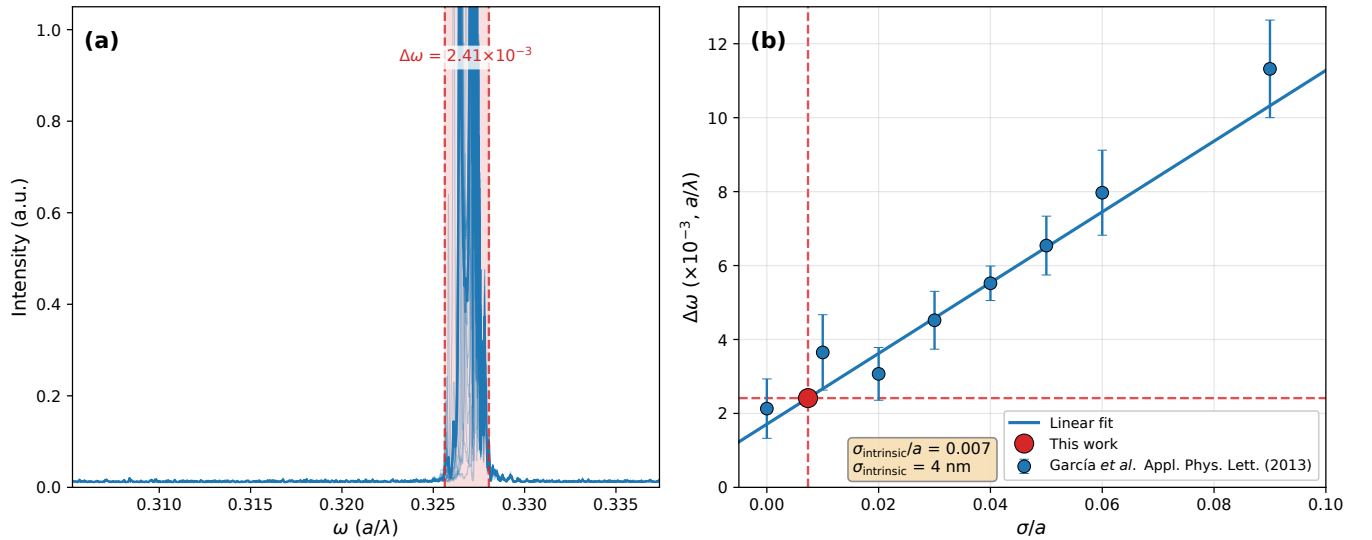 (a)
Δω = 2.41×10⁻³
Intensity (a.u.)
1.0
0.8
0.6
0.4
0.2
0.0
0.310
0.315
0.320
0.325
0.330
0.335
ω (a/λ)
(b)
Δω (×10⁻³, a/λ)
12
10
8
6
4
2
0
0.00
0.02
0.04
0.06
0.08
0.10
σ/a
σintrinsic/a = 0.007
σintrinsic = 4 nm
Linear fit
This work
García et al. Appl. Phys. Lett. (2013)